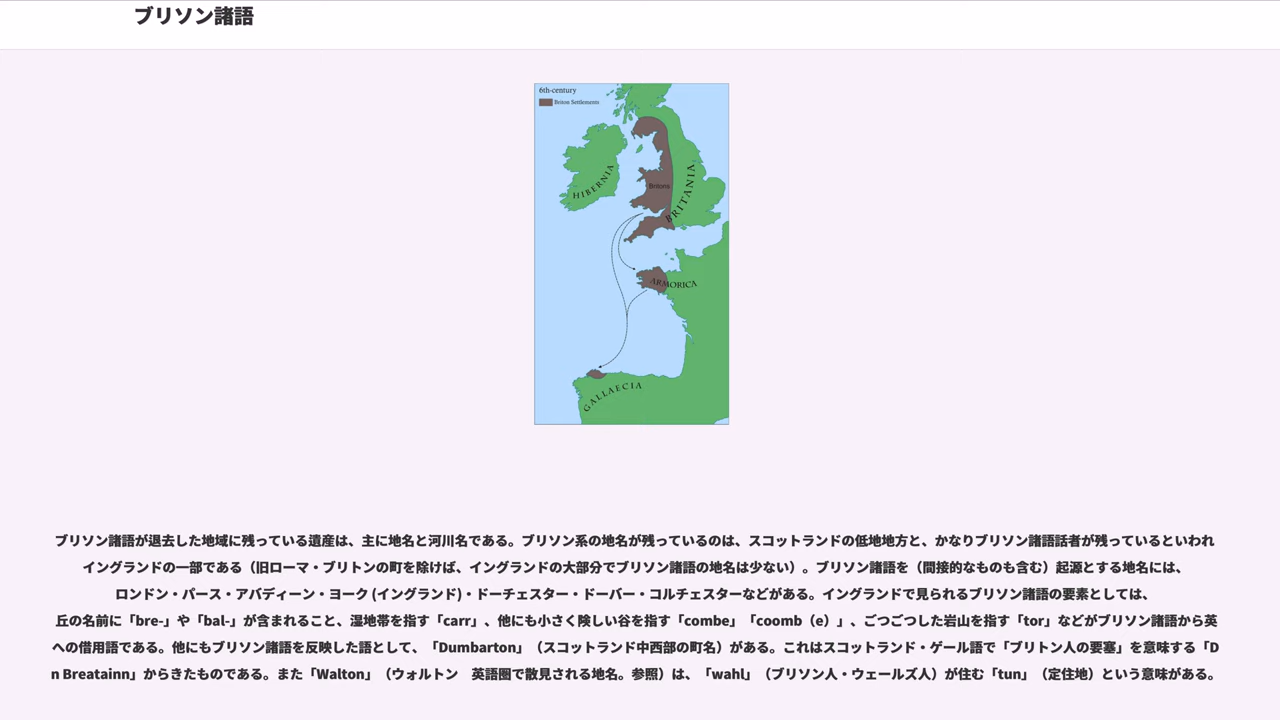 ブリソン諸語
6th-century
Briton Settlements
HIBERNIA
Britons
BRITANIA
ARMORICA
GALLAECIA
ブリソン諸語が退去した地域に残っている遺産は、主に地名と河川名である。ブリソン系の地名が残っているのは、スコットランドの低地地方と、かなりブリソン諸語話者が残っているといわれ
イングランドの一部である（旧ローマ・ブリトンの町を除けば、イングランドの大部分でブリソン諸語の地名は少ない）。ブリソン諸語を（間接的なものも含む）起源とする地名には、
ロンドン・パース・アバディーン・ヨーク (イングランド)・ドーチェスター・ドーバー・コルチェスターなどがある。イングランドで見られるブリソン諸語の要素としては、
丘の名前に「bre-」や「bal-」が含まれること、湿地帯を指す「carr」、他にも小さく険しい谷を指す「combe」「coomb（e）」、ごつごつした岩山を指す「tor」などがブリソン諸語から英
への借用語である。他にもブリソン諸語を反映した語として、「Dumbarton」（スコットランド中西部の町名）がある。これはスコットランド・ゲール語で「ブリトン人の要塞」を意味する「D
n Breatainn」からきたものである。また「Walton」（ウォルトン　英語圏で散見される地名。参照）は、「wahl」（ブリソン人・ウェールズ人）が住む「tun」（定住地）という意味がある。